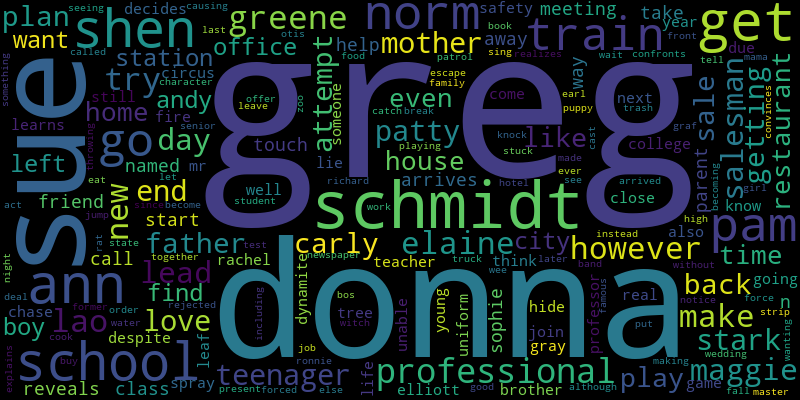 plan seeing decides causing greene norm meeting safety take book year get
want shen last called otis mother away sing realizes patrol train front due confronts wait
something station office help food
try circus andy character escape family zoo way
sue greg
offer leave attempt someone even come next trash tell mama
learns still home fire patty catch break earl puppy convinces salesman restaurant
throwing go day touch playing knock like college graf sale getting
left named mr lie house stuck cast made parent girl
eat let well arrives ever see becoming know
act new friend end student richard hotel arrived close
jump since become schmidt work high also pam
rat start instead
night state father test carly elaine city however time
together newspaper teacher truck think later band famous without
call rachel wee going
ann lead dynamite professor notice force back n
deal former order find bos young uniform sophie hide real strip
chase water rejected donna tree join put make wanting
boy lao love witch unable gray wedding stark
despite leaf including job ronnie life making
explains cook school teenager professional play game maggie
buy reveals class spray present forced else elliott good brother although fall master